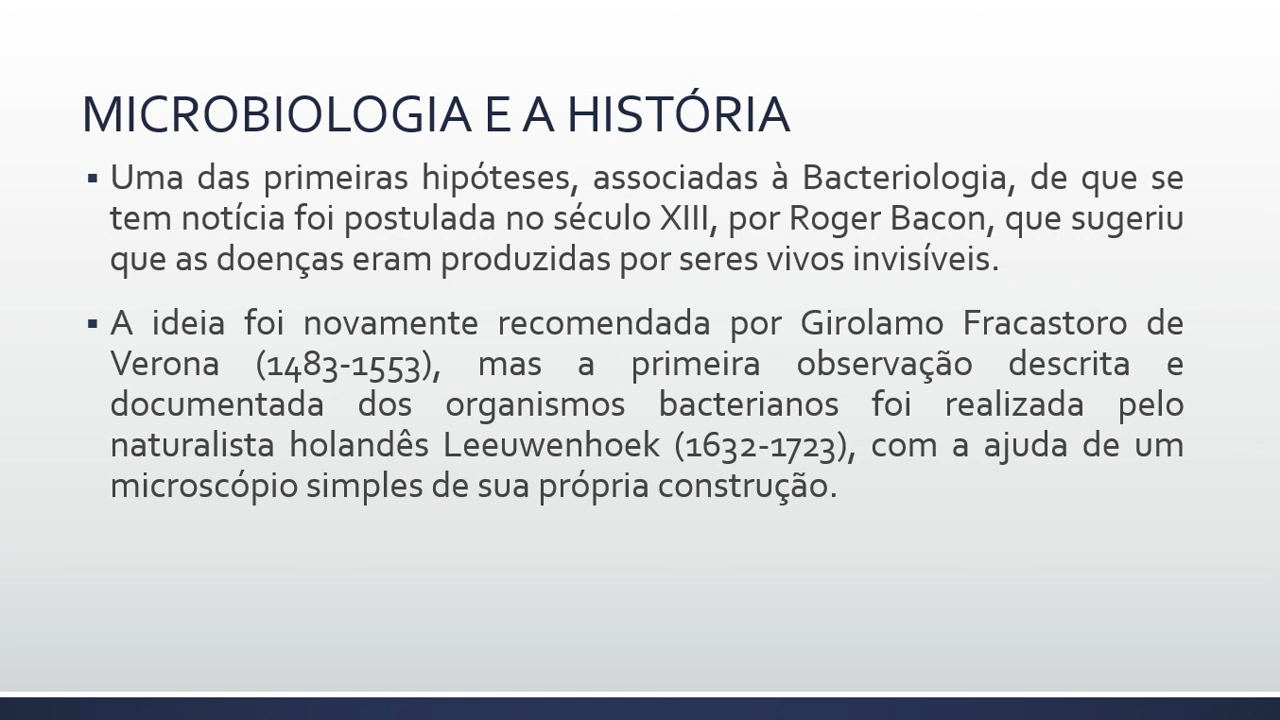 MICROBIOLOGIA E A HISTÓRIA
▪ Uma das primeiras hipóteses, associadas à Bacteriologia, de que se
tem notícia foi postulada no século XIII, por Roger Bacon, que sugeriu
que as doenças eram produzidas por seres vivos invisíveis.
▪ A ideia foi novamente recomendada por Girolamo Fracastoro de
Verona (1483-1553), mas a primeira observação descrita e
documentada dos organismos bacterianos foi realizada pelo
naturalista holandês Leeuwenhoek (1632-1723), com a ajuda de um
microscópio simples de sua própria construção.